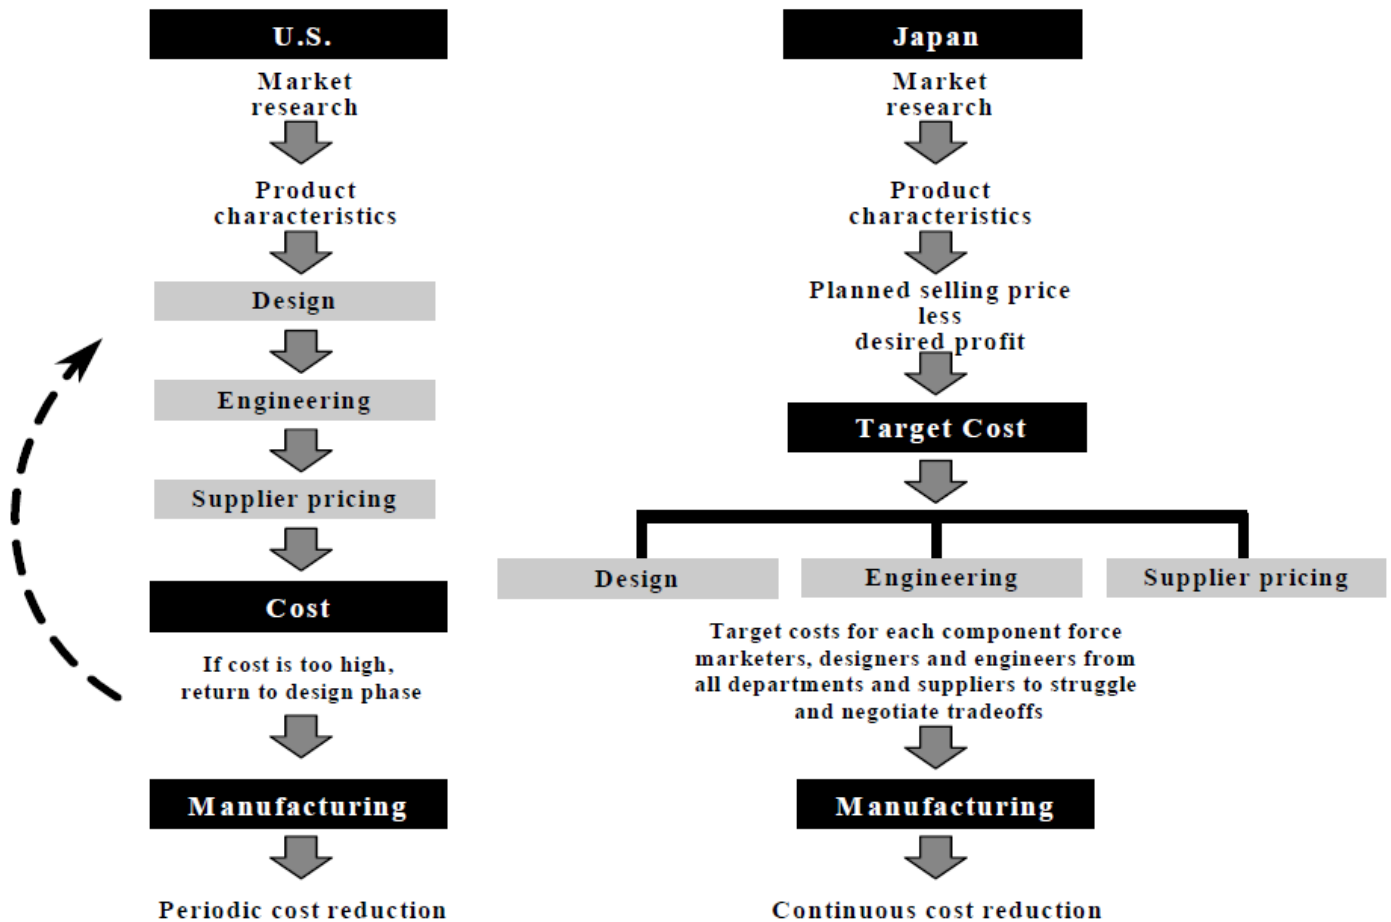 U.S.
Market
research
Product
characteristics
Design
Engineering
Supplier pricing
Cost
If cost is too high,
return to design phase
Manufacturing
Periodic cost reduction
Japan
Market
research
Product
characteristics
Planned selling price
less
desired profit
Target Cost
Design
Engineering
Supplier pricing
Target costs for each component force
marketers, designers and engineers from
all departments and suppliers to struggle
and negotiate tradeoffs
Manufacturing
Continuous cost reduction